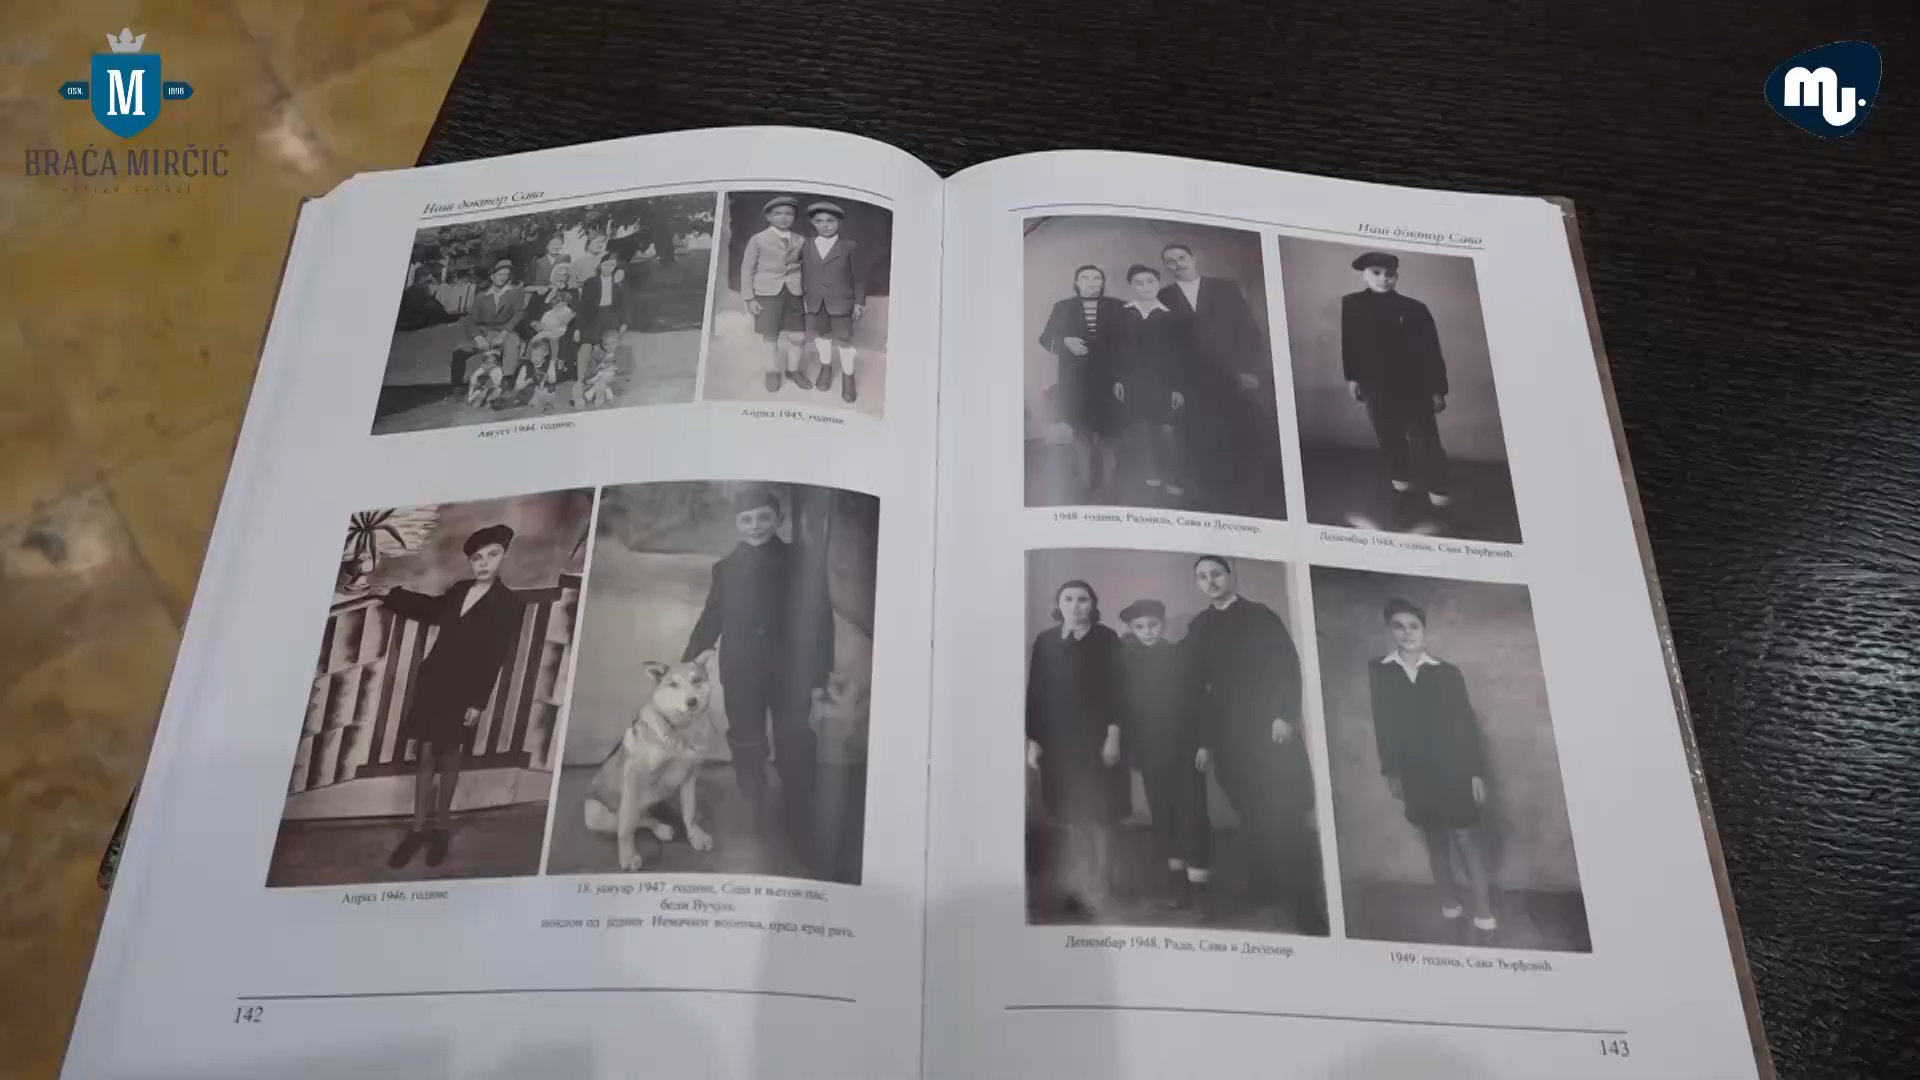 OSN.
1898
M
BRAĆA MIRČIĆ
mu.
Наш доктор Сава
Август 1944. године.
Април 1945. године.
Април 1946. године.
18. јануар 1947. године, Сава и његов пас,
бели Вучјак,
поклон од једног Немачког војника, пред крај рата.
142
Наш доктор Сава
1948. година, Радмила, Сава и Десимир.
Децембар 1948. године, Сава Ђорђевић.
Децембар 1948, Рада, Сава и Десимир
1949. година, Сава Ђорђевић
143